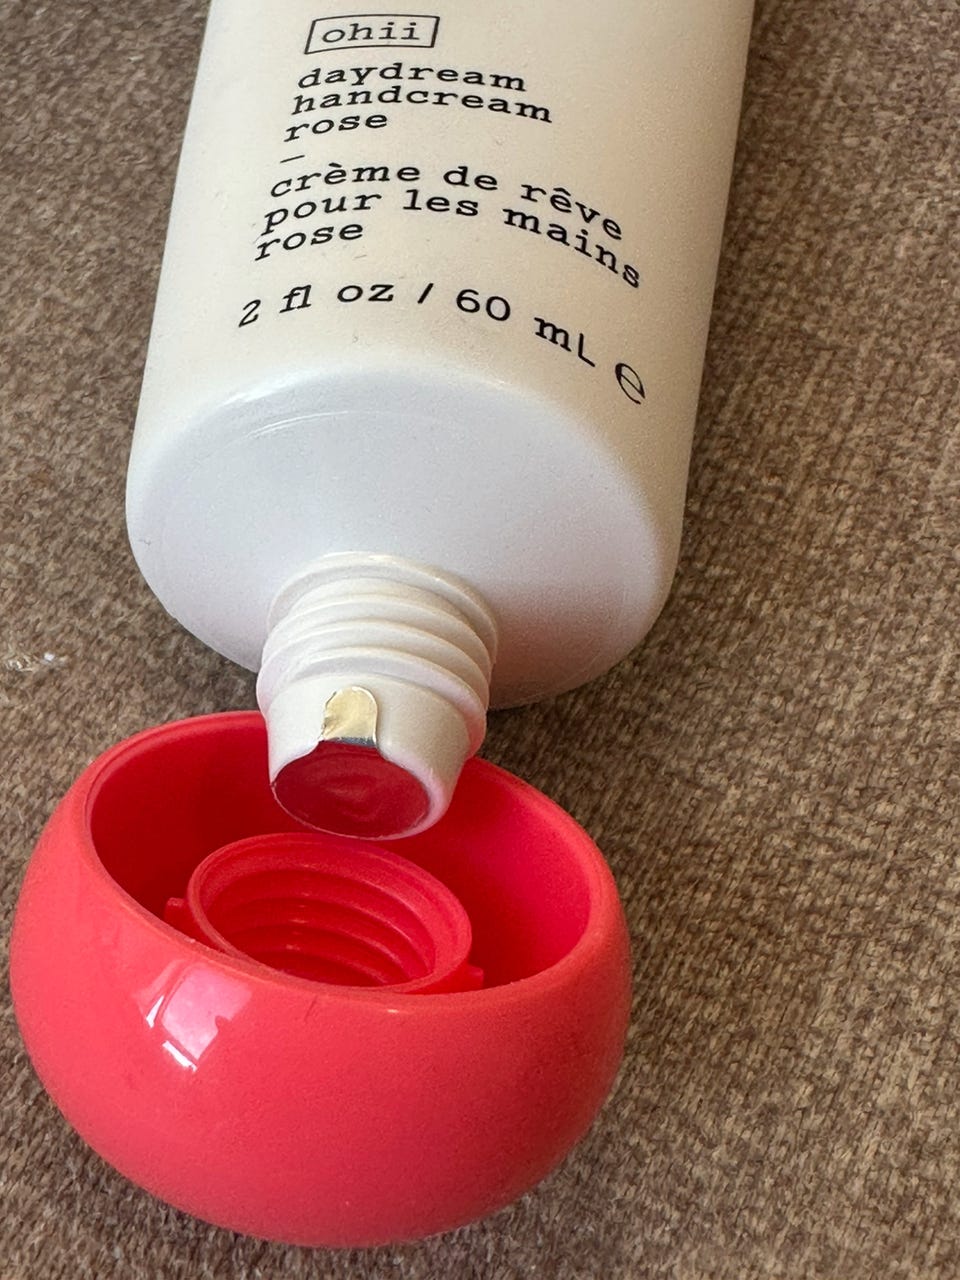 ohii
daydream
handcream
rose
–
crème de rêve
pour les mains
rose
2 fl oz / 60 mL ℮